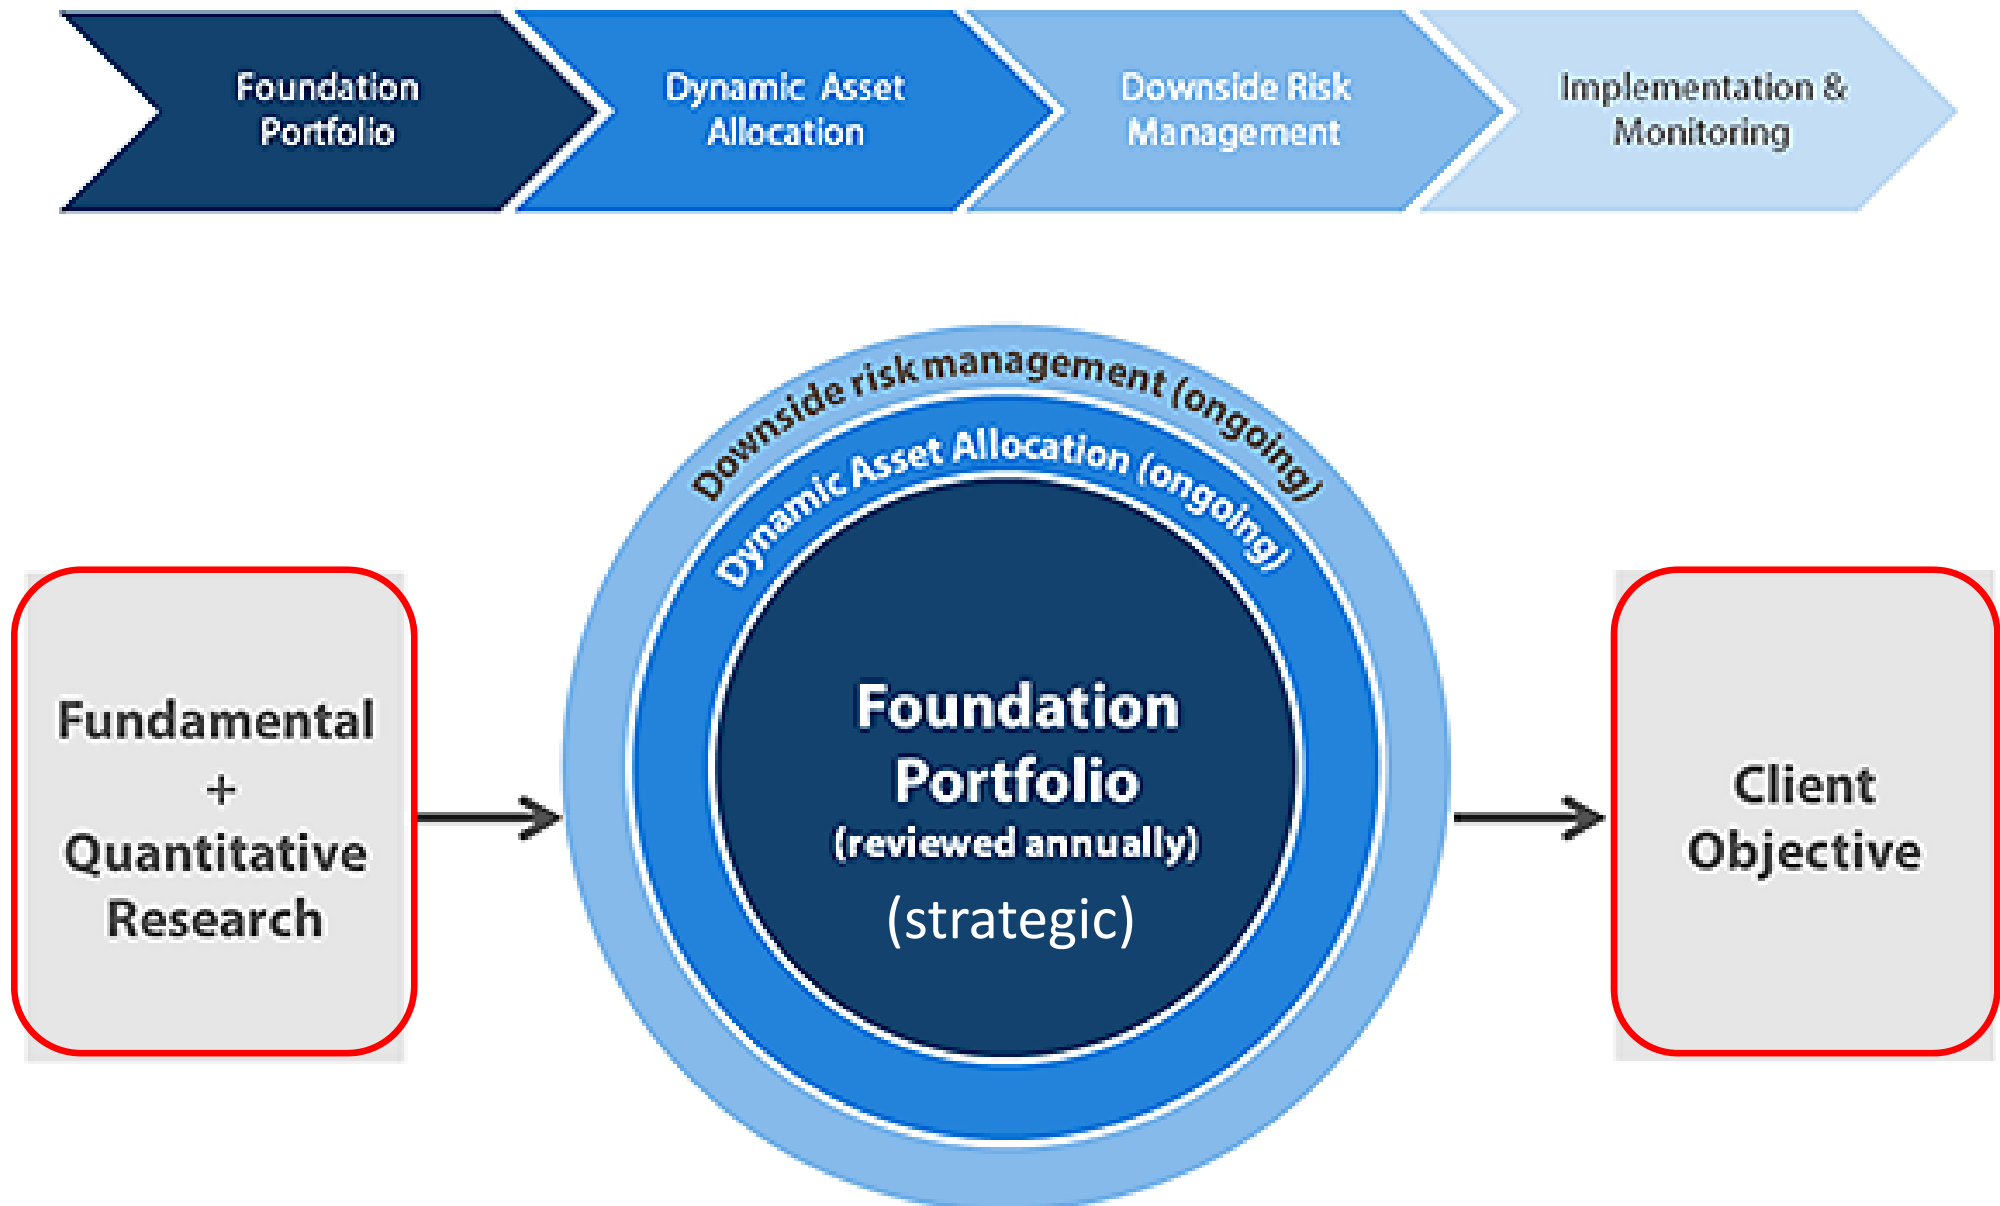 Foundation
Portfolio
Dynamic Asset
Allocation
Downside Risk
Management
Implementation &
Monitoring
Downside risk management (ongoing)
Dynamic Asset Allocation (ongoing)
Foundation
Portfolio
(reviewed annually)
(strategic)
Fundamental
+
Quantitative
Research
Client
Objective